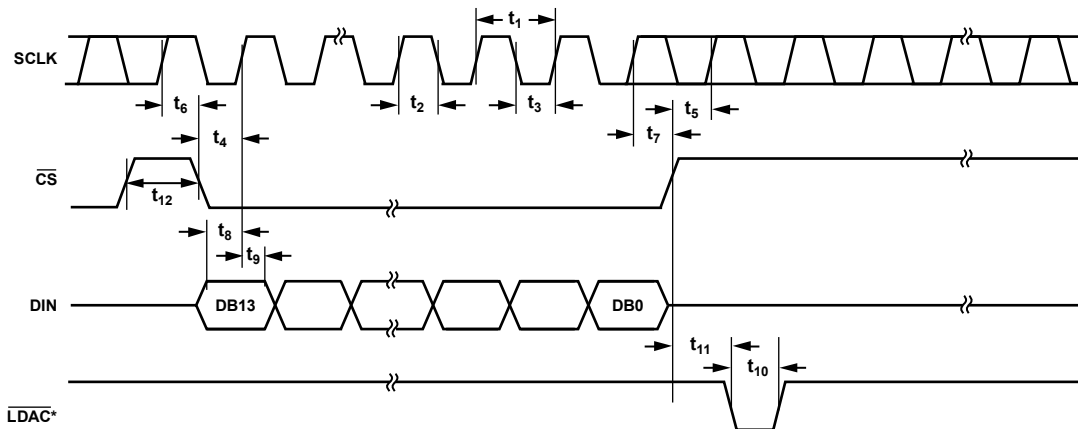 t1
SCLK
t6
t2
t3
t5
t4
t7
CS
t12
t8
t9
DIN
DB13
DB0
t11
t10
LDAC*